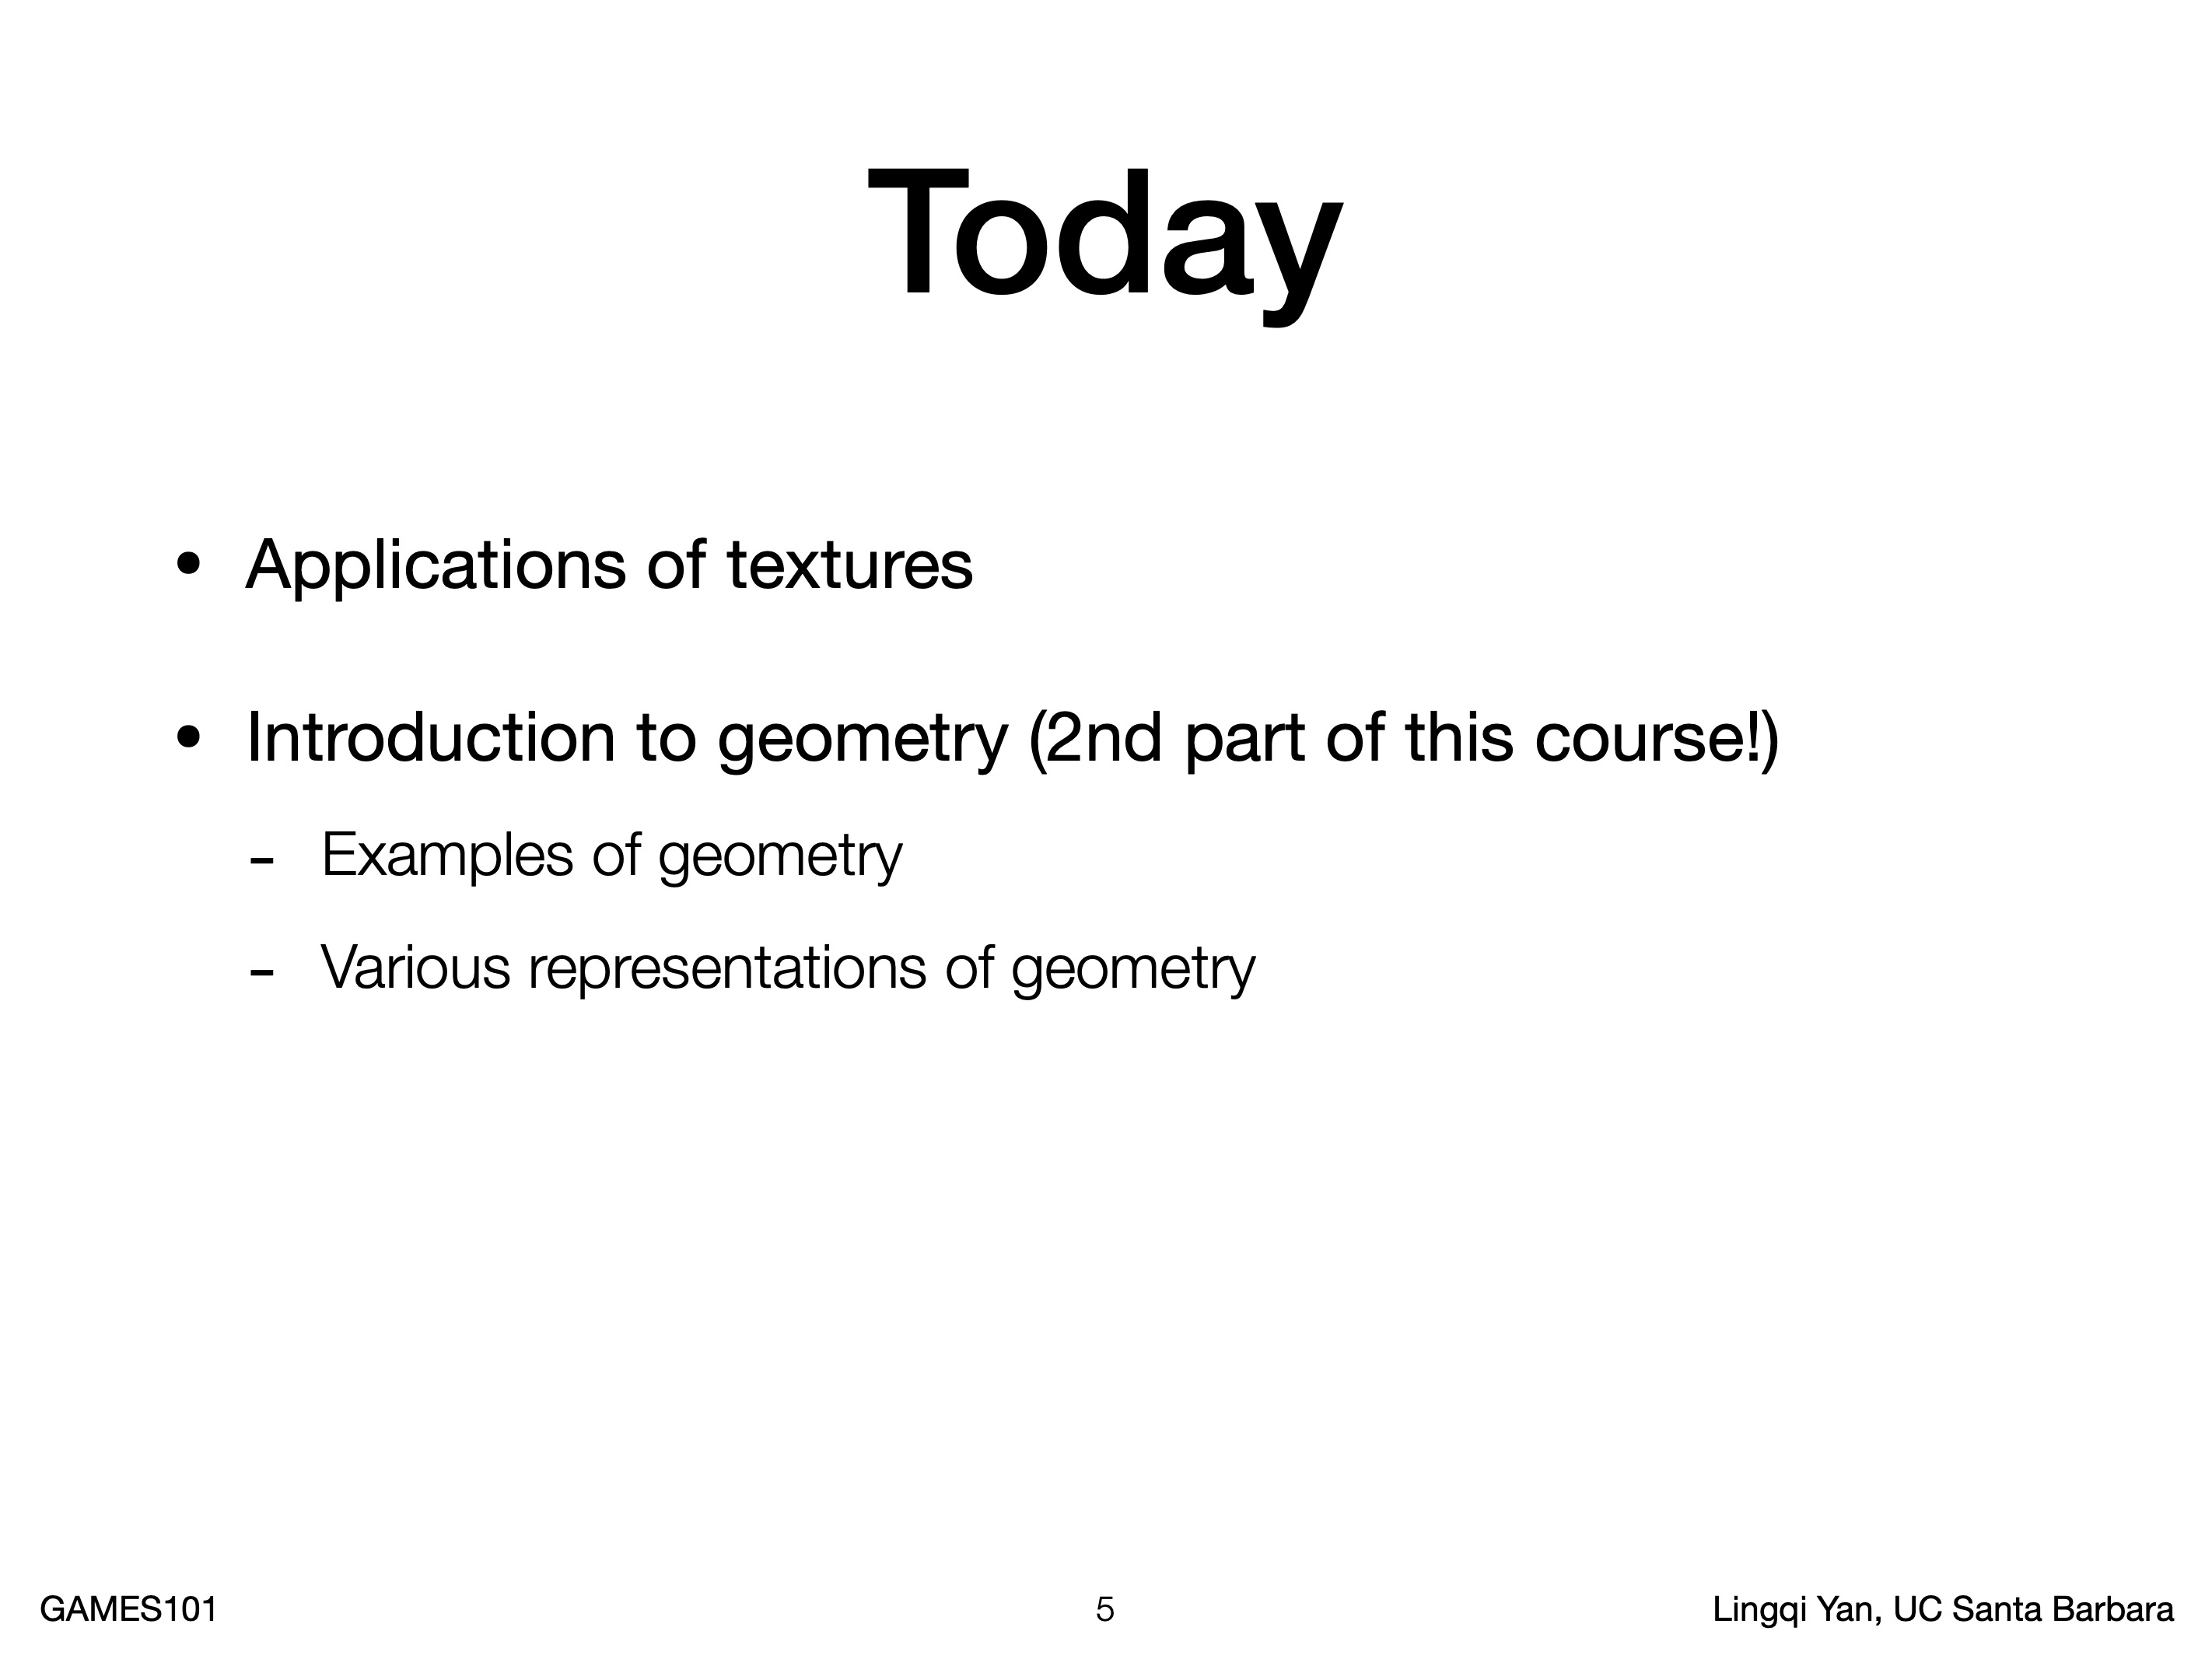 Today
• Applications of textures
• Introduction to geometry (2nd part of this course!)
- Examples of geometry
- Various representations of geometry
GAMES101
5
Lingqi Yan, UC Santa Barbara